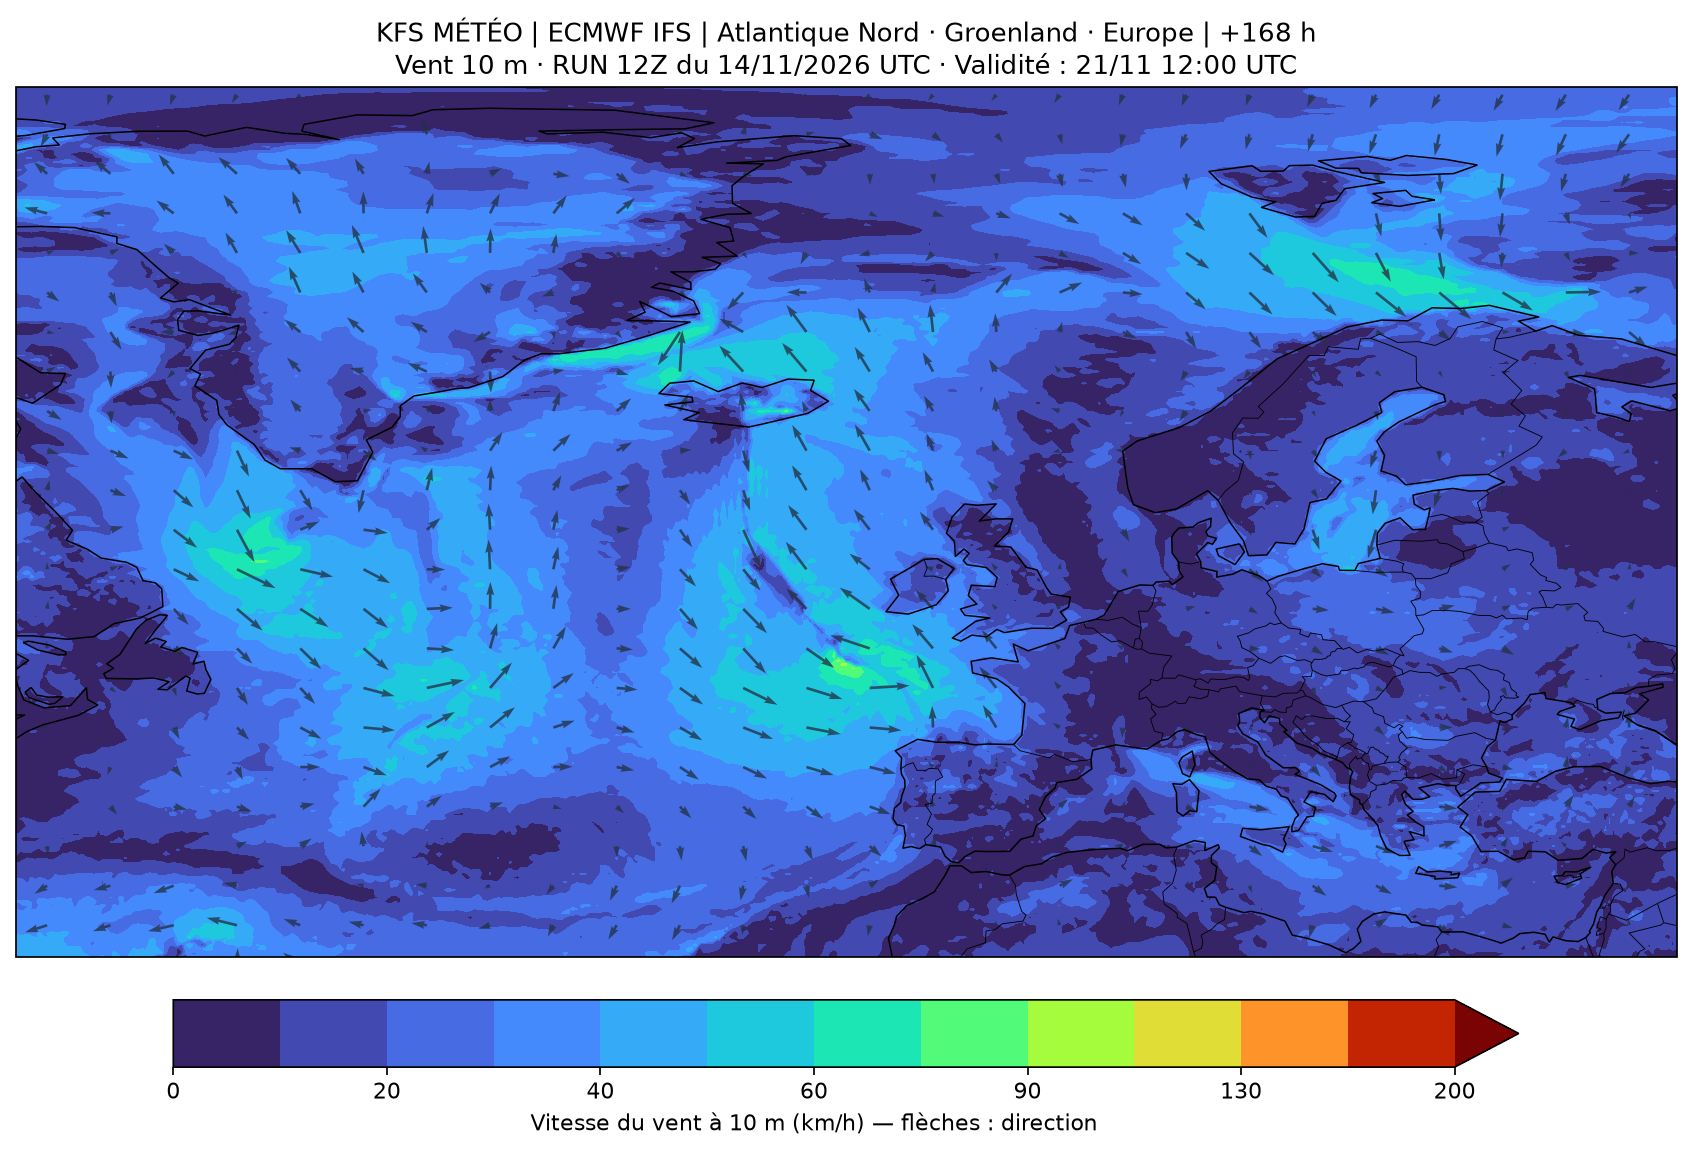 KFS MÉTÉO | ECMWF IFS | Atlantique Nord · Groenland · Europe | +168 h
Vent 10 m · RUN 12Z du 14/11/2026 UTC · Validité : 21/11 12:00 UTC
0 20 40 60 90 130 200
Vitesse du vent à 10 m (km/h) — flèches : direction